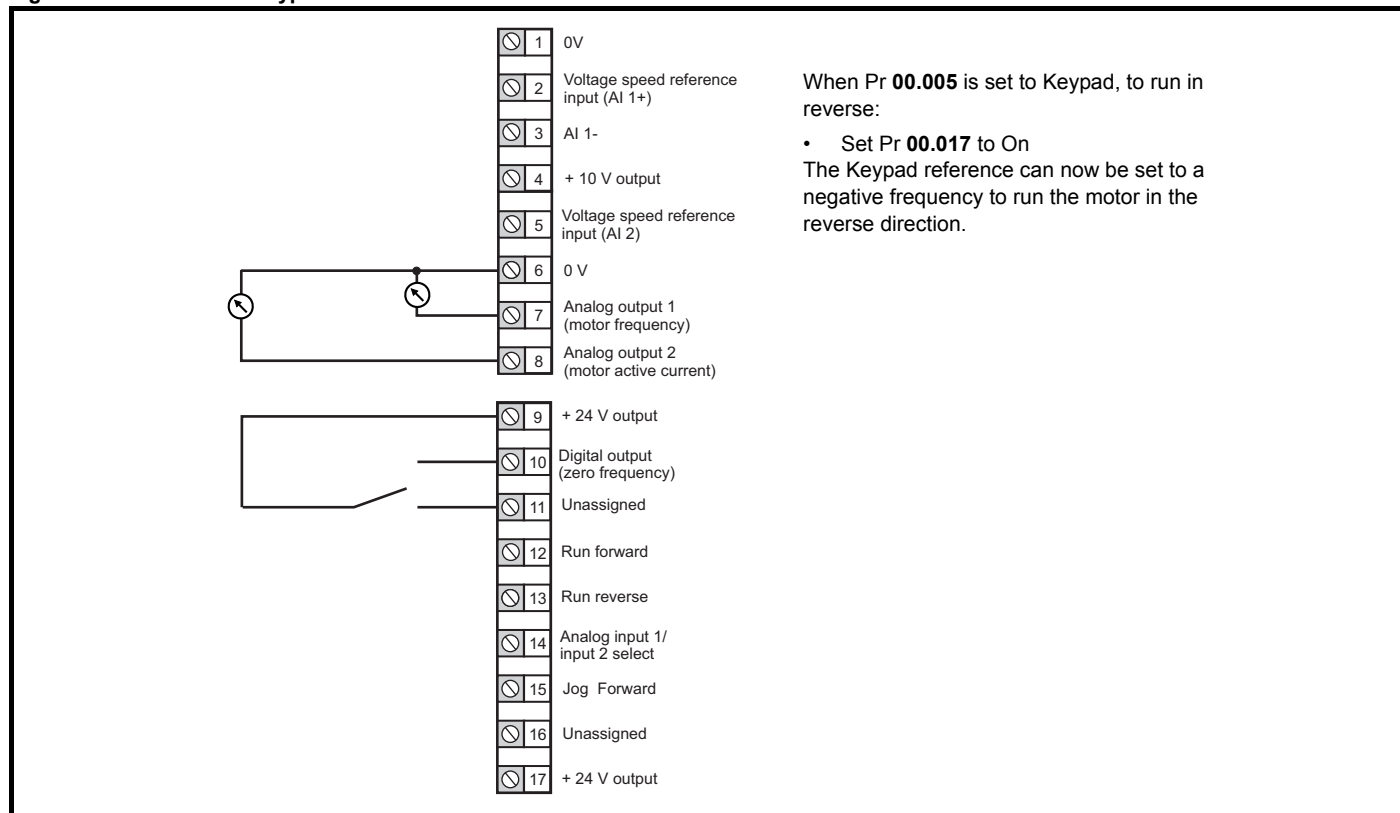 1 0V
2 Voltage speed reference
input (AI 1+)
3 AI 1-
4 + 10 V output
5 Voltage speed reference
input (AI 2)
6 0 V
7 Analog output 1
(motor frequency)
8 Analog output 2
(motor active current)
9 + 24 V output
10 Digital output
(zero frequency)
11 Unassigned
12 Run forward
13 Run reverse
14 Analog input 1/
input 2 select
15 Jog Forward
16 Unassigned
17 + 24 V output
When Pr 00.005 is set to Keypad, to run in
reverse:
• Set Pr 00.017 to On
The Keypad reference can now be set to a
negative frequency to run the motor in the
reverse direction.